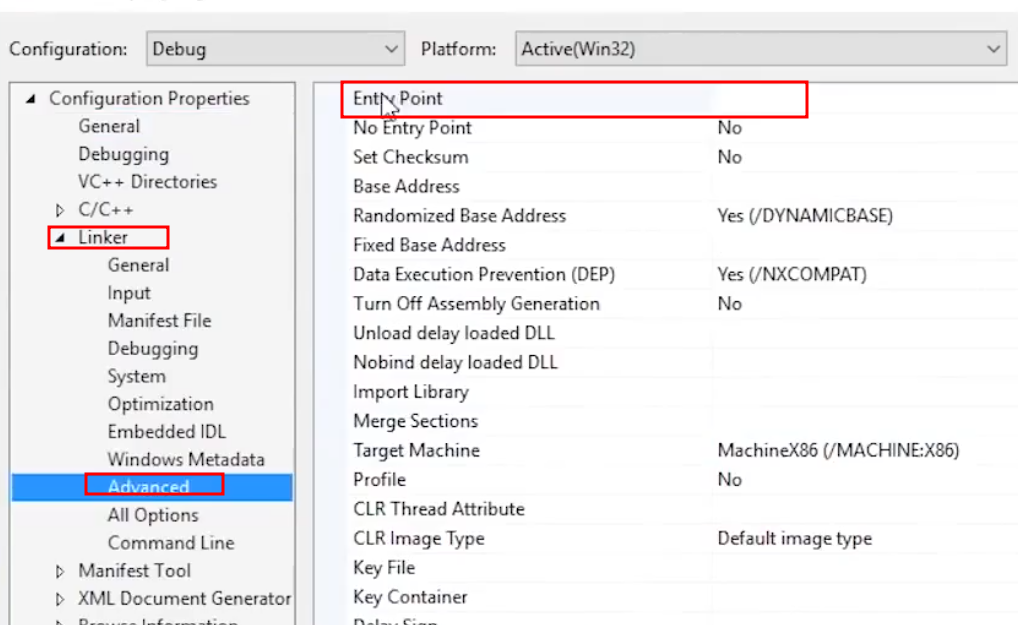 Configuration: Debug Platform: Active(Win32)
Configuration Properties
General
Debugging
VC++ Directories
C/C++
Linker
General
Input
Manifest File
Debugging
System
Optimization
Embedded IDL
Windows Metadata
Advanced
All Options
Command Line
Manifest Tool
XML Document Generator
Browse Information
Entry Point
No Entry Point No
Set Checksum No
Base Address
Randomized Base Address Yes (/DYNAMICBASE)
Fixed Base Address
Data Execution Prevention (DEP) Yes (/NXCOMPAT)
Turn Off Assembly Generation No
Unload delay loaded DLL
Nobind delay loaded DLL
Import Library
Merge Sections
Target Machine MachineX86 (/MACHINE:X86)
Profile No
CLR Thread Attribute
CLR Image Type Default image type
Key File
Key Container
Delay Sign